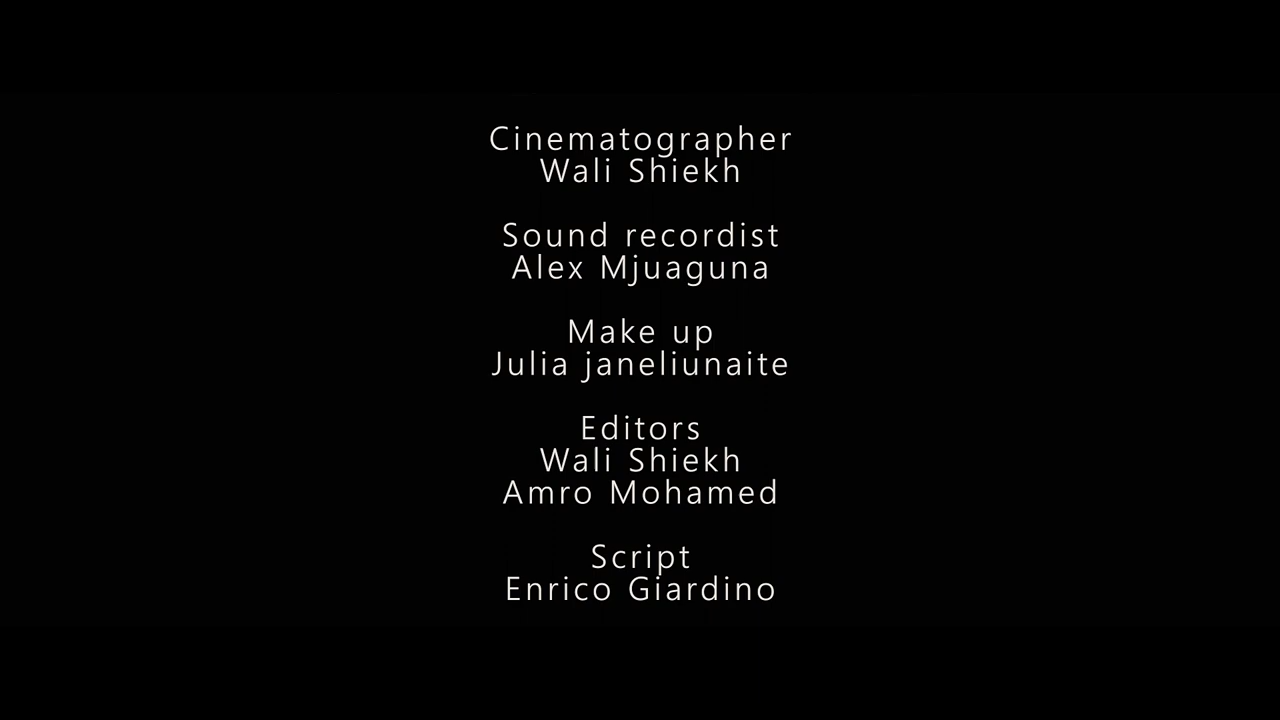 Cinematographer
Wali Shiekh
Sound recordist
Alex Mjuaguna
Make up
Julia janeliunaite
Editors
Wali Shiekh
Amro Mohamed
Script
Enrico Giardino